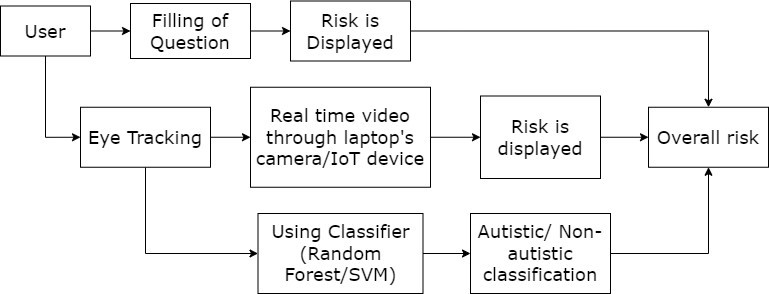 User
Filling of
Question
Risk is
Displayed
Eye Tracking
Real time video
through laptop's
camera/IoT device
Risk is
displayed
Overall risk
Using Classifier
(Random
Forest/SVM)
Autistic/ Non-
autistic
classification